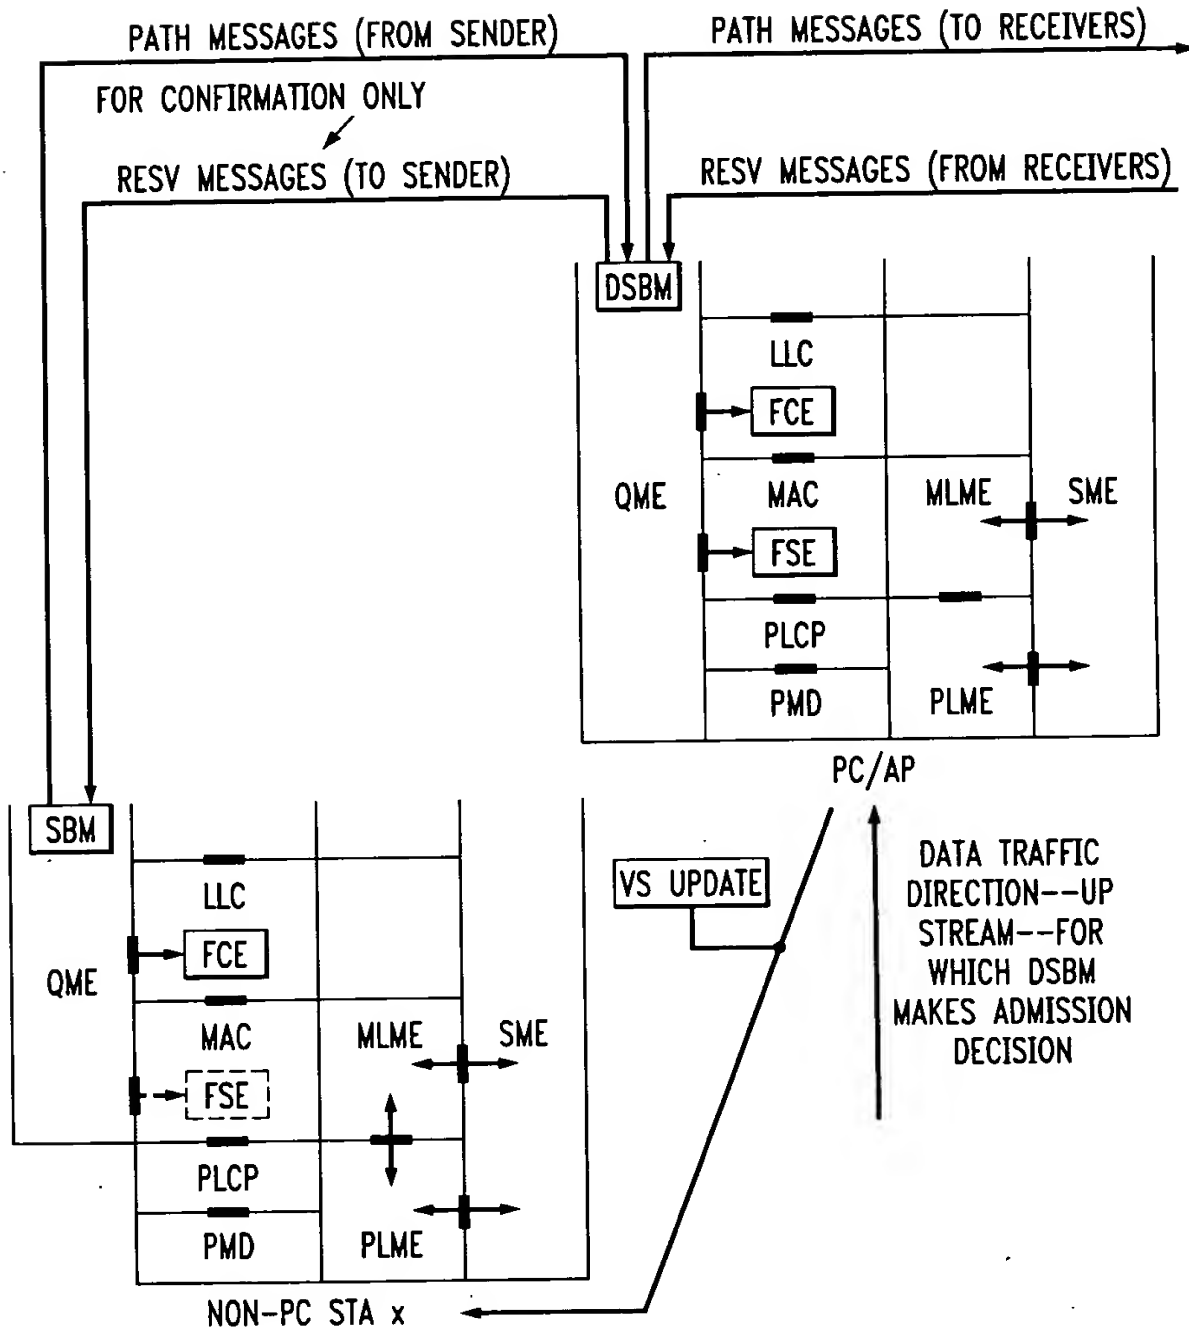 PATH MESSAGES (FROM SENDER)
PATH MESSAGES (TO RECEIVERS)
FOR CONFIRMATION ONLY
RESV MESSAGES (TO SENDER)
RESV MESSAGES (FROM RECEIVERS)
DSBM
LLC
FCE
QME
MAC
MLME
SME
FSE
PLCP
PMD
PLME
PC/AP
SBM
LLC
FCE
QME
MAC
MLME
SME
FSE
PLCP
PMD
PLME
NON-PC STA x
VS UPDATE
DATA TRAFFIC
DIRECTION--UP
STREAM--FOR
WHICH DSBM
MAKES ADMISSION
DECISION